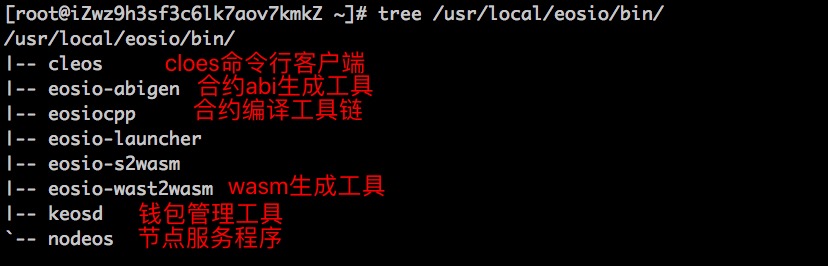 [root@iZwz9h3sf3c6lk7aov7kmkZ ~]# tree /usr/local/eosio/bin/
/usr/local/eosio/bin/
|-- cleos cloes命令行客户端
|-- eosio-abigen 合约abi生成工具
|-- eosiocpp 合约编译工具链
|-- eosio-launcher
|-- eosio-s2wasm
|-- eosio-wast2wasm wasm生成工具
|-- keosd 钱包管理工具
`-- nodeos 节点服务程序